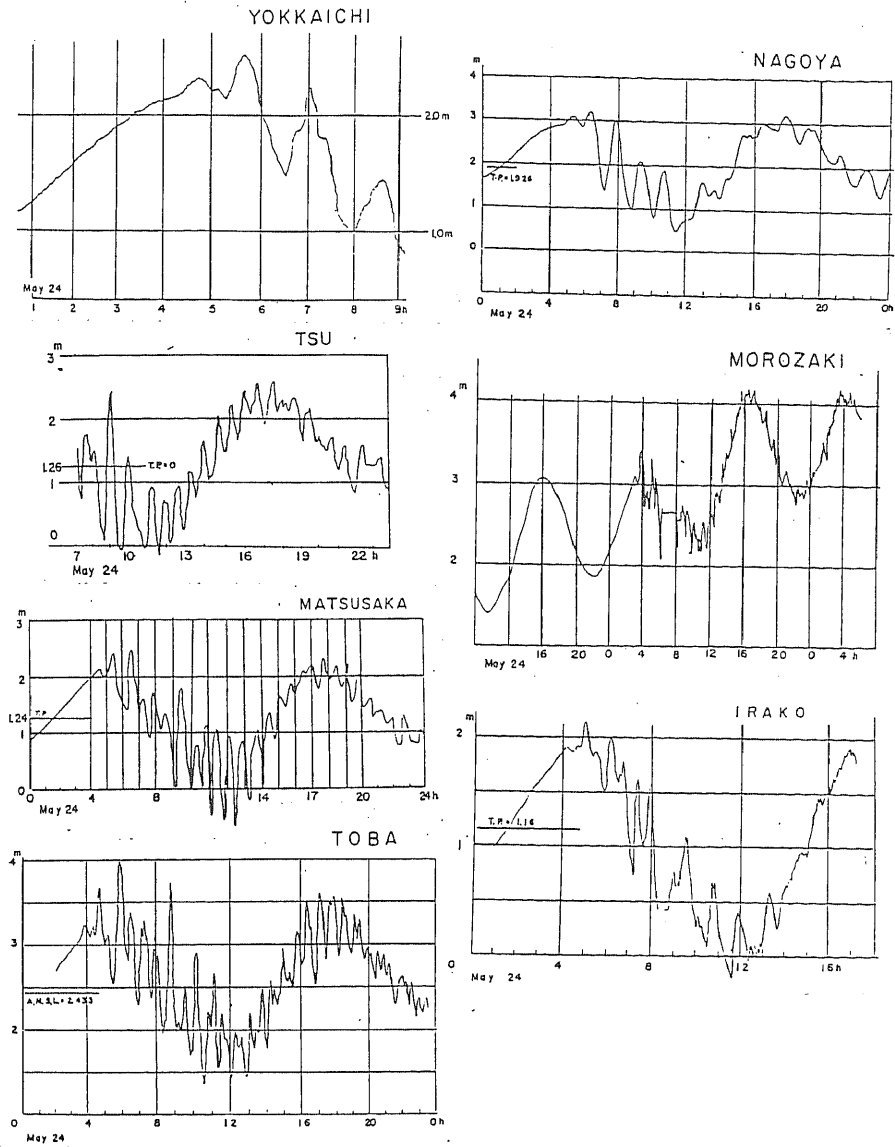 YOKKAICHI
2.0m
1.0m
May 24
1 2 3 4 5 6 7 8 9h
NAGOYA
m
4
3
2
T.P.=1.926
1
0
0 4 8 12 16 20 0h
May 24
TSU
m
3
2
1.26 T.P.=0
1
0
7 10 13 16 19 22 h
May 24
MOROZAKI
m
4
3
2
16 20 0 4 8 12 16 20 0 4 h
May 24
MATSUSAKA
m
3
2
1.24 T.P.
1
0
0 4 8 14 17 20 24h
May 24
IRAKO
m
2
T.P.=1.16
1
0
4 8 12 16h
May 24
TOBA
4 m
3
A.M.S.L.=2.433
2
0
4 8 12 16 20 0h
May 24